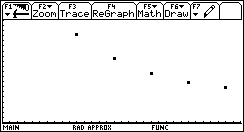 F1 F2 Zoom F3 Trace F4 ReGraph F5 Math F6 Draw F7
MAIN RAD APPROX FUNC